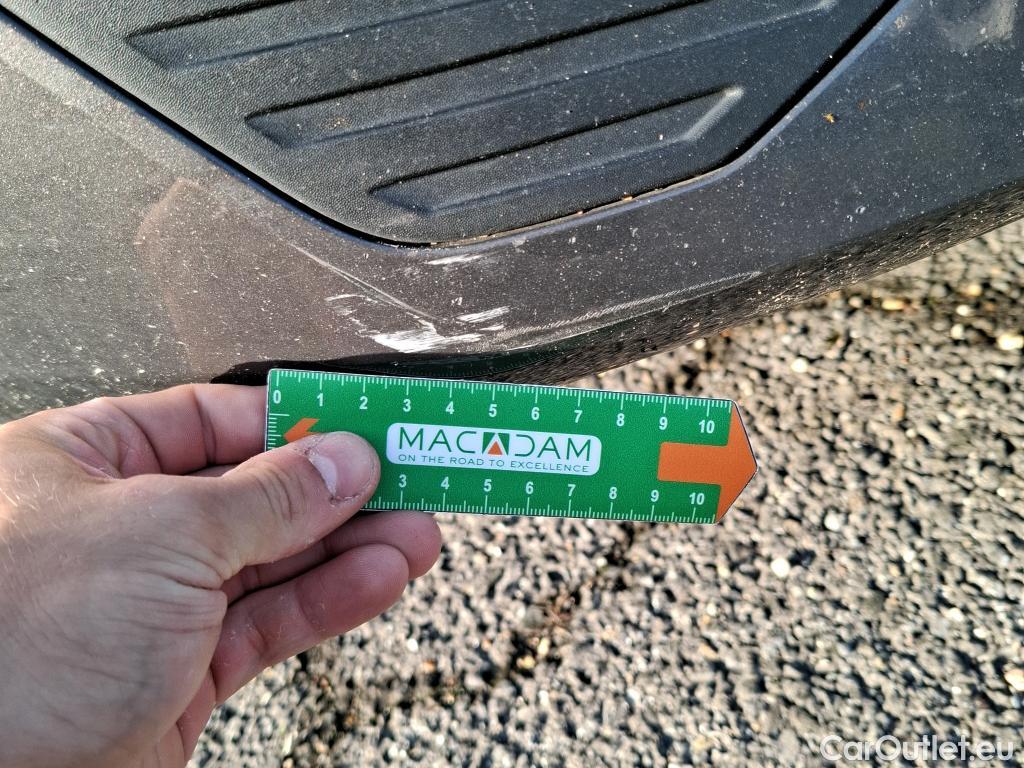 0 1 2 3 4 5 6 7 8 9 10
MACADAM
ON THE ROAD TO EXCELLENCE
3 4 5 6 7 8 9 10
CarOutlet.eu